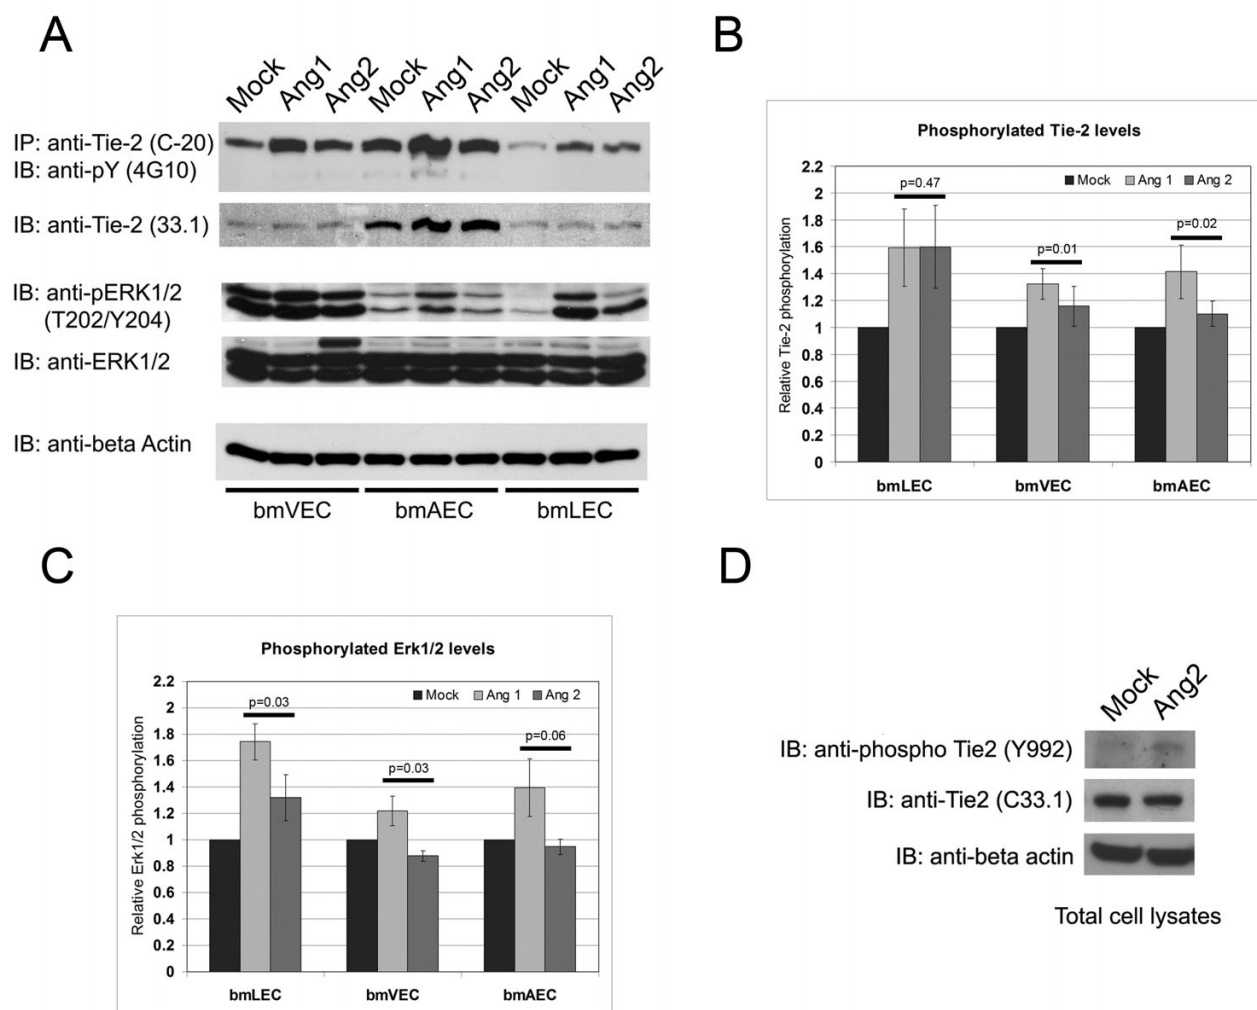 A
Mock Ang1 Ang2 Mock Ang1 Ang2 Mock Ang1 Ang2
IP: anti-Tie-2 (C-20)
IB: anti-pY (4G10)
IB: anti-Tie-2 (33.1)
IB: anti-pERK1/2
(T202/Y204)
IB: anti-ERK1/2
IB: anti-beta Actin
bmVEC bmAEC bmLEC
B
Phosphorylated Tie-2 levels
Relative Tie-2 phosphorylation
2.2
2
1.8
1.6
1.4
1.2
1
0.8
0.6
0.4
0.2
0
Mock Ang 1 Ang 2
p=0.47
p=0.01
p=0.02
bmLEC bmVEC bmAEC
C
Phosphorylated Erk1/2 levels
Relative Erk1/2 phosphorylation
2.2
2
1.8
1.6
1.4
1.2
1
0.8
0.6
0.4
0.2
0
Mock Ang 1 Ang 2
p=0.03
p=0.03
p=0.06
bmLEC bmVEC bmAEC
D
Mock Ang2
IB: anti-phospho Tie2 (Y992)
IB: anti-Tie2 (C33.1)
IB: anti-beta actin
Total cell lysates